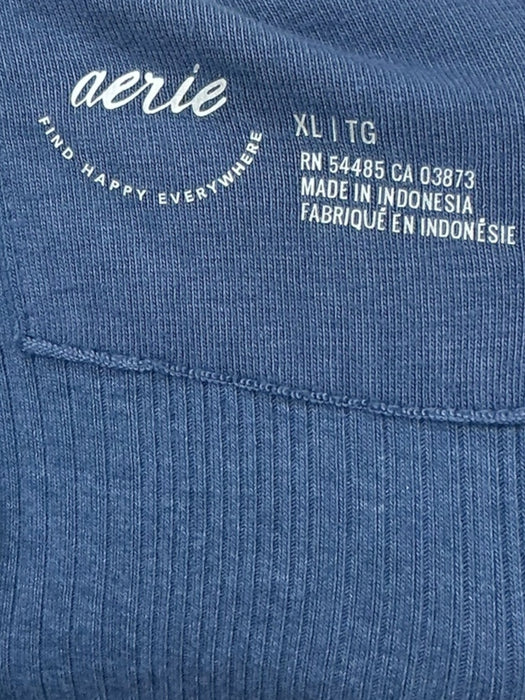 aerie
FIND HAPPY EVERYWHERE
XL | TG
RN 54485 CA 03873
MADE IN INDONESIA
FABRIQUÉ EN INDONÉSIE